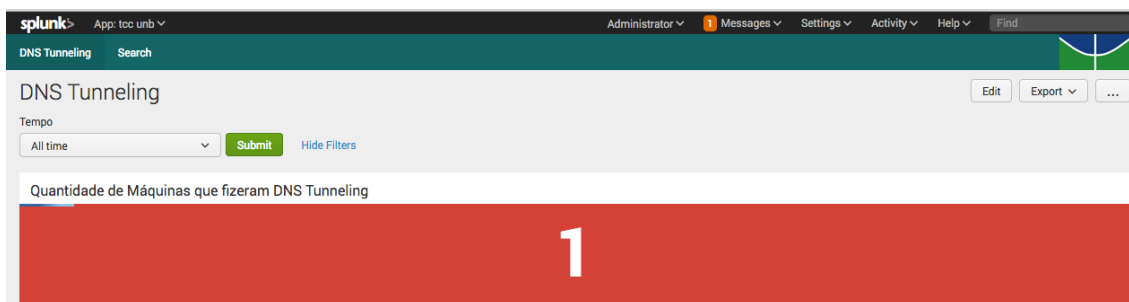 splunk> App: tcc unb Administrator 1 Messages Settings Activity Help Find
DNS Tunneling Search
DNS Tunneling Edit Export ...
Tempo
All time Submit Hide Filters
Quantidade de Máquinas que fizeram DNS Tunneling
1